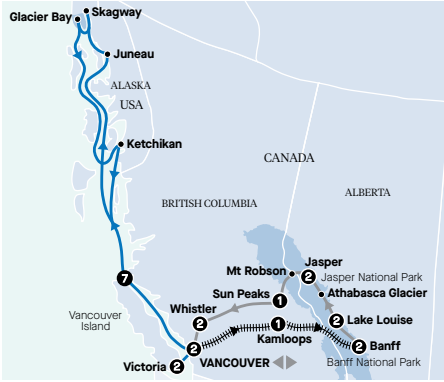 Glacier Bay
Skagway
Juneau
ALASKA
USA
Ketchikan
CANADA
ALBERTA
BRITISH COLUMBIA
Jasper
2
Mt Robson
Jasper National Park
Sun Peaks
1
Athabasca Glacier
7
Whistler
2
Vancouver
Island
2
Lake Louise
1
Kamloops
2
Banff
2
VANCOUVER
Banff National Park
Victoria
2